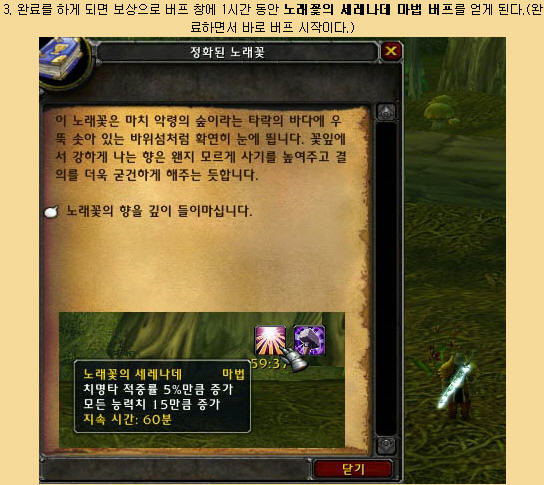 3. 완료를 하게 되면 보상으로 버프 창에 1시간 동안 노래꽃의 세레나데 마법 버프를 얻게 된다.(완
료하면서 바로 버프 시작이다.)
정화된 노래꽃
이 노래꽃은 마치 악령의 숲이라는 타락의 바다에 우
뚝 솟아 있는 바위섬처럼 확연히 눈에 띕니다. 꽃잎에
서 강하게 나는 향은 왠지 모르게 사기를 높여주고 결
의를 더욱 굳건하게 해주는 듯합니다.
노래꽃의 향을 깊이 들이마십니다.
59:37
노래꽃의 세레나데 마법
치명타 적중률 5%만큼 증가
모든 능력치 15만큼 증가
지속 시간: 60분
닫기